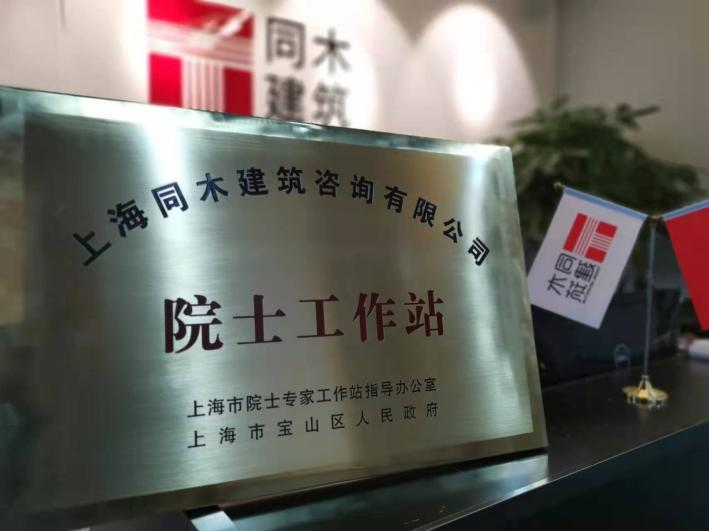 同木
建筑
上海同木建筑咨询有限公司
院士工作站
上海市院士专家工作站指导办公室
上海市宝山区人民政府
同木
建筑